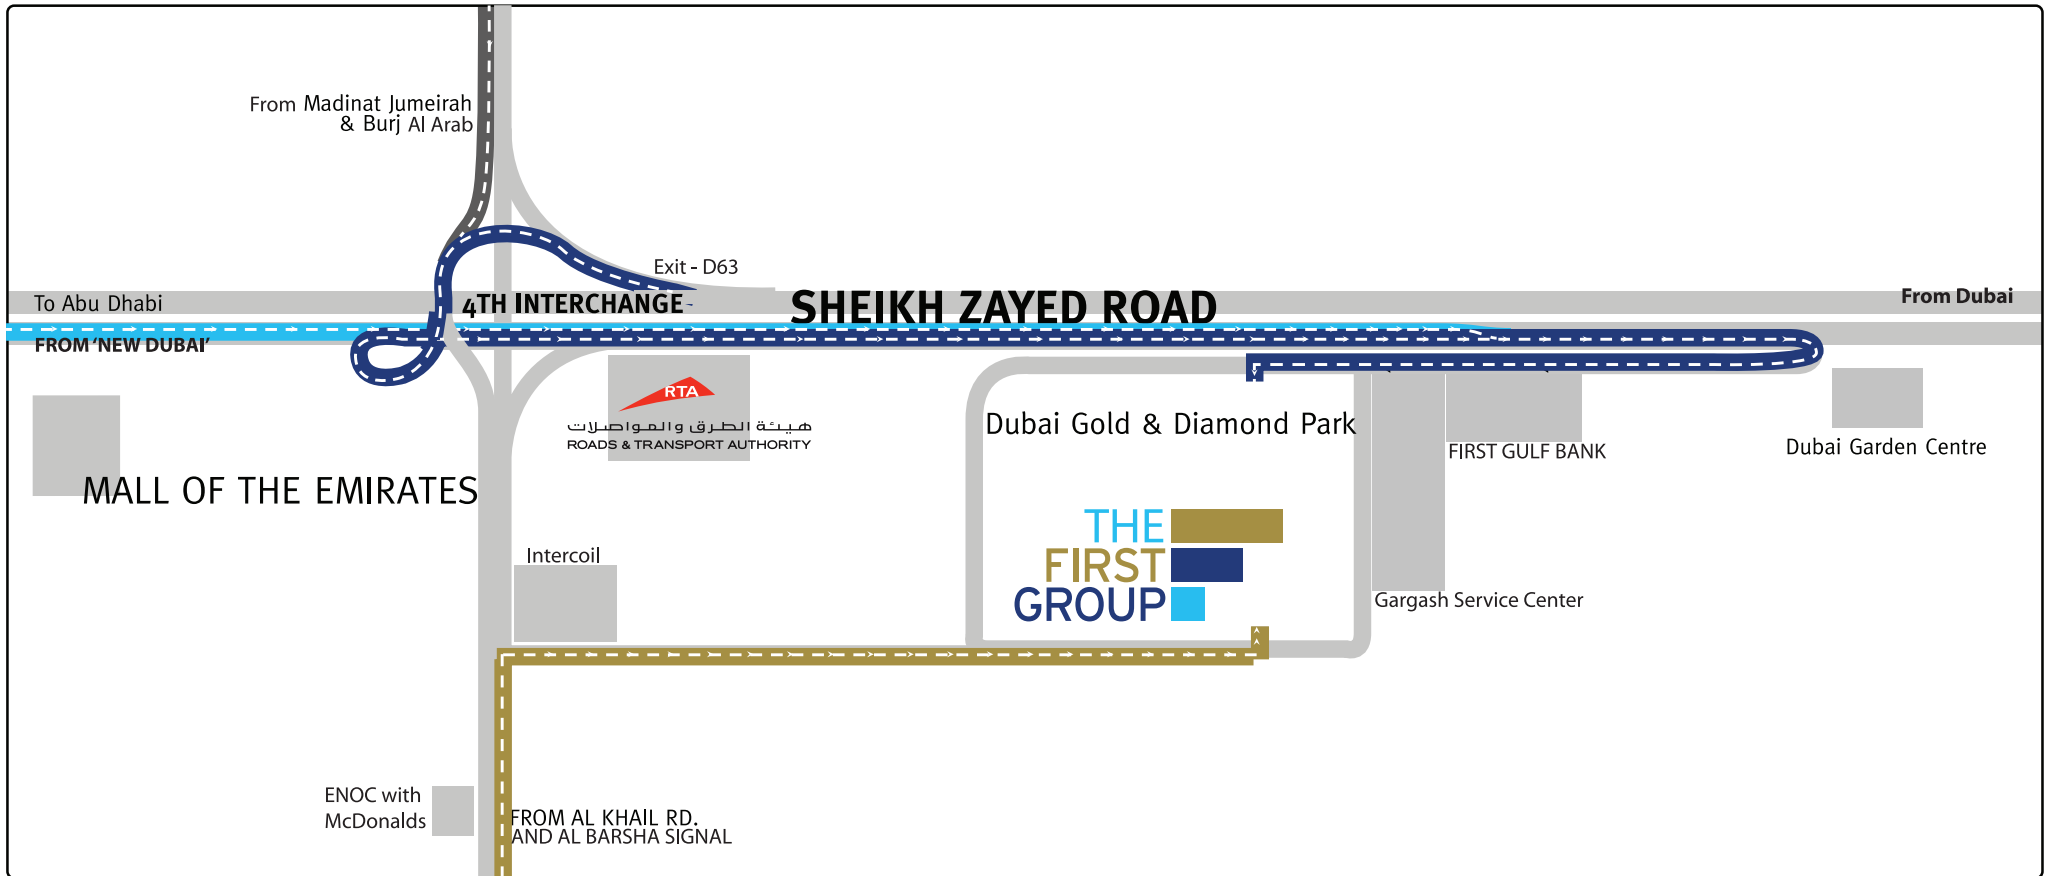 From Madinat Jumeirah
& Burj Al Arab
Exit - D63
To Abu Dhabi
4TH INTERCHANGE
SHEIKH ZAYED ROAD
From Dubai
FROM ‘NEW DUBAI’
RTA
هيئة الطرق والمواصلات
ROADS & TRANSPORT AUTHORITY
Dubai Gold & Diamond Park
FIRST GULF BANK
Dubai Garden Centre
MALL OF THE EMIRATES
THE
FIRST
GROUP
Intercoil
Gargash Service Center
ENOC with
McDonalds
FROM AL KHAIL RD.
AND AL BARSHA SIGNAL